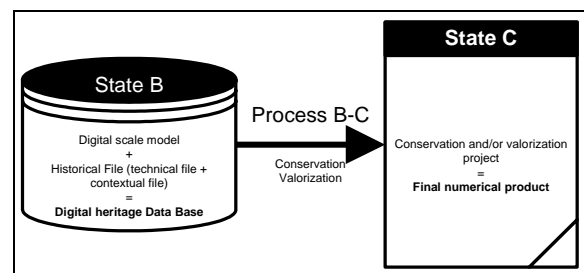 State B
Digital scale model
+
Historical File (technical file +
contextual file)
=
Digital heritage Data Base
Process B-C
Conservation
Valorization
State C
Conservation and/or valorization
project
=
Final numerical product